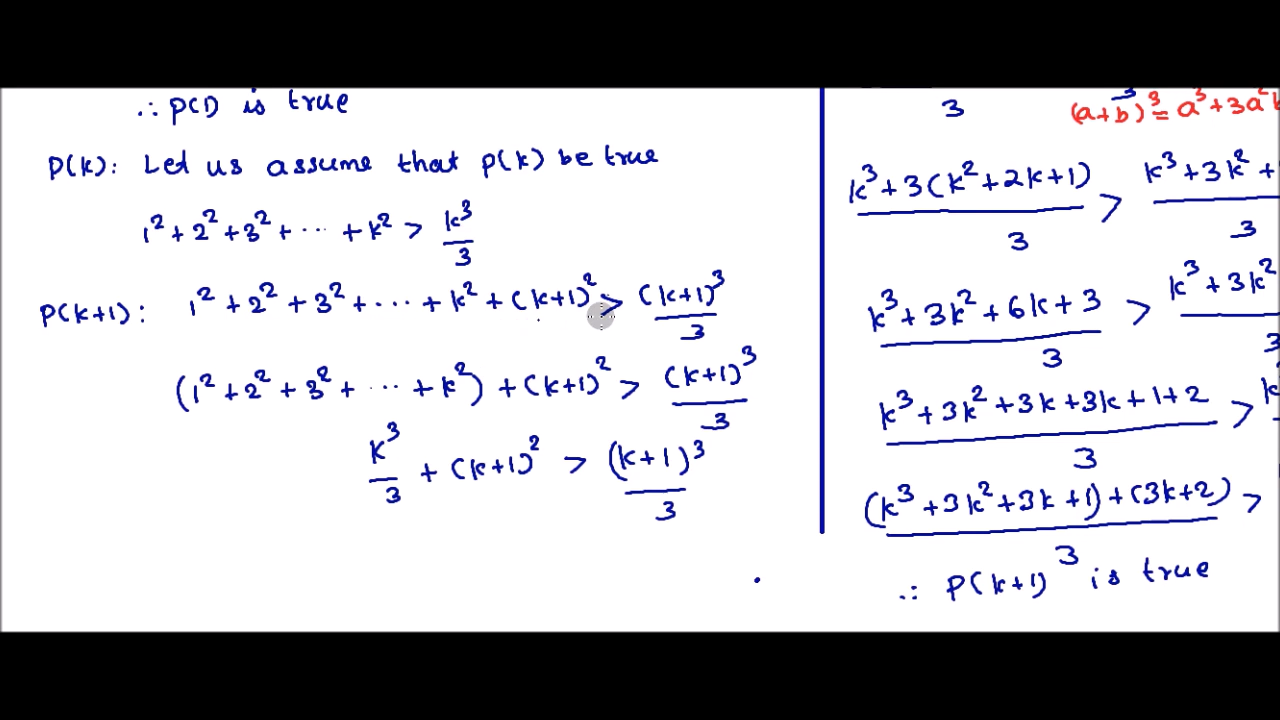 ∴ P(1) is true
P(k): Let us assume that P(k) be true
1² + 2² + 3² + ... + k² > k³/3
P(k+1): 1² + 2² + 3² + ... + k² + (k+1)² > (k+1)³/3
(1² + 2² + 3² + ... + k²) + (k+1)² > (k+1)³/3
k³/3 + (k+1)² > (k+1)³/3
3 3
(a+b)³ = a³ + 3a²b
k³ + 3(k² + 2k + 1)/3 > k³ + 3k² +/3
k³ + 3k² + 6k + 3/3 > k³ + 3k²/3
k³ + 3k² + 3k + 3k + 1 + 2/3 > k
(k³ + 3k² + 3k + 1) + (3k + 2)/3 >
∴ P(k+1) is true